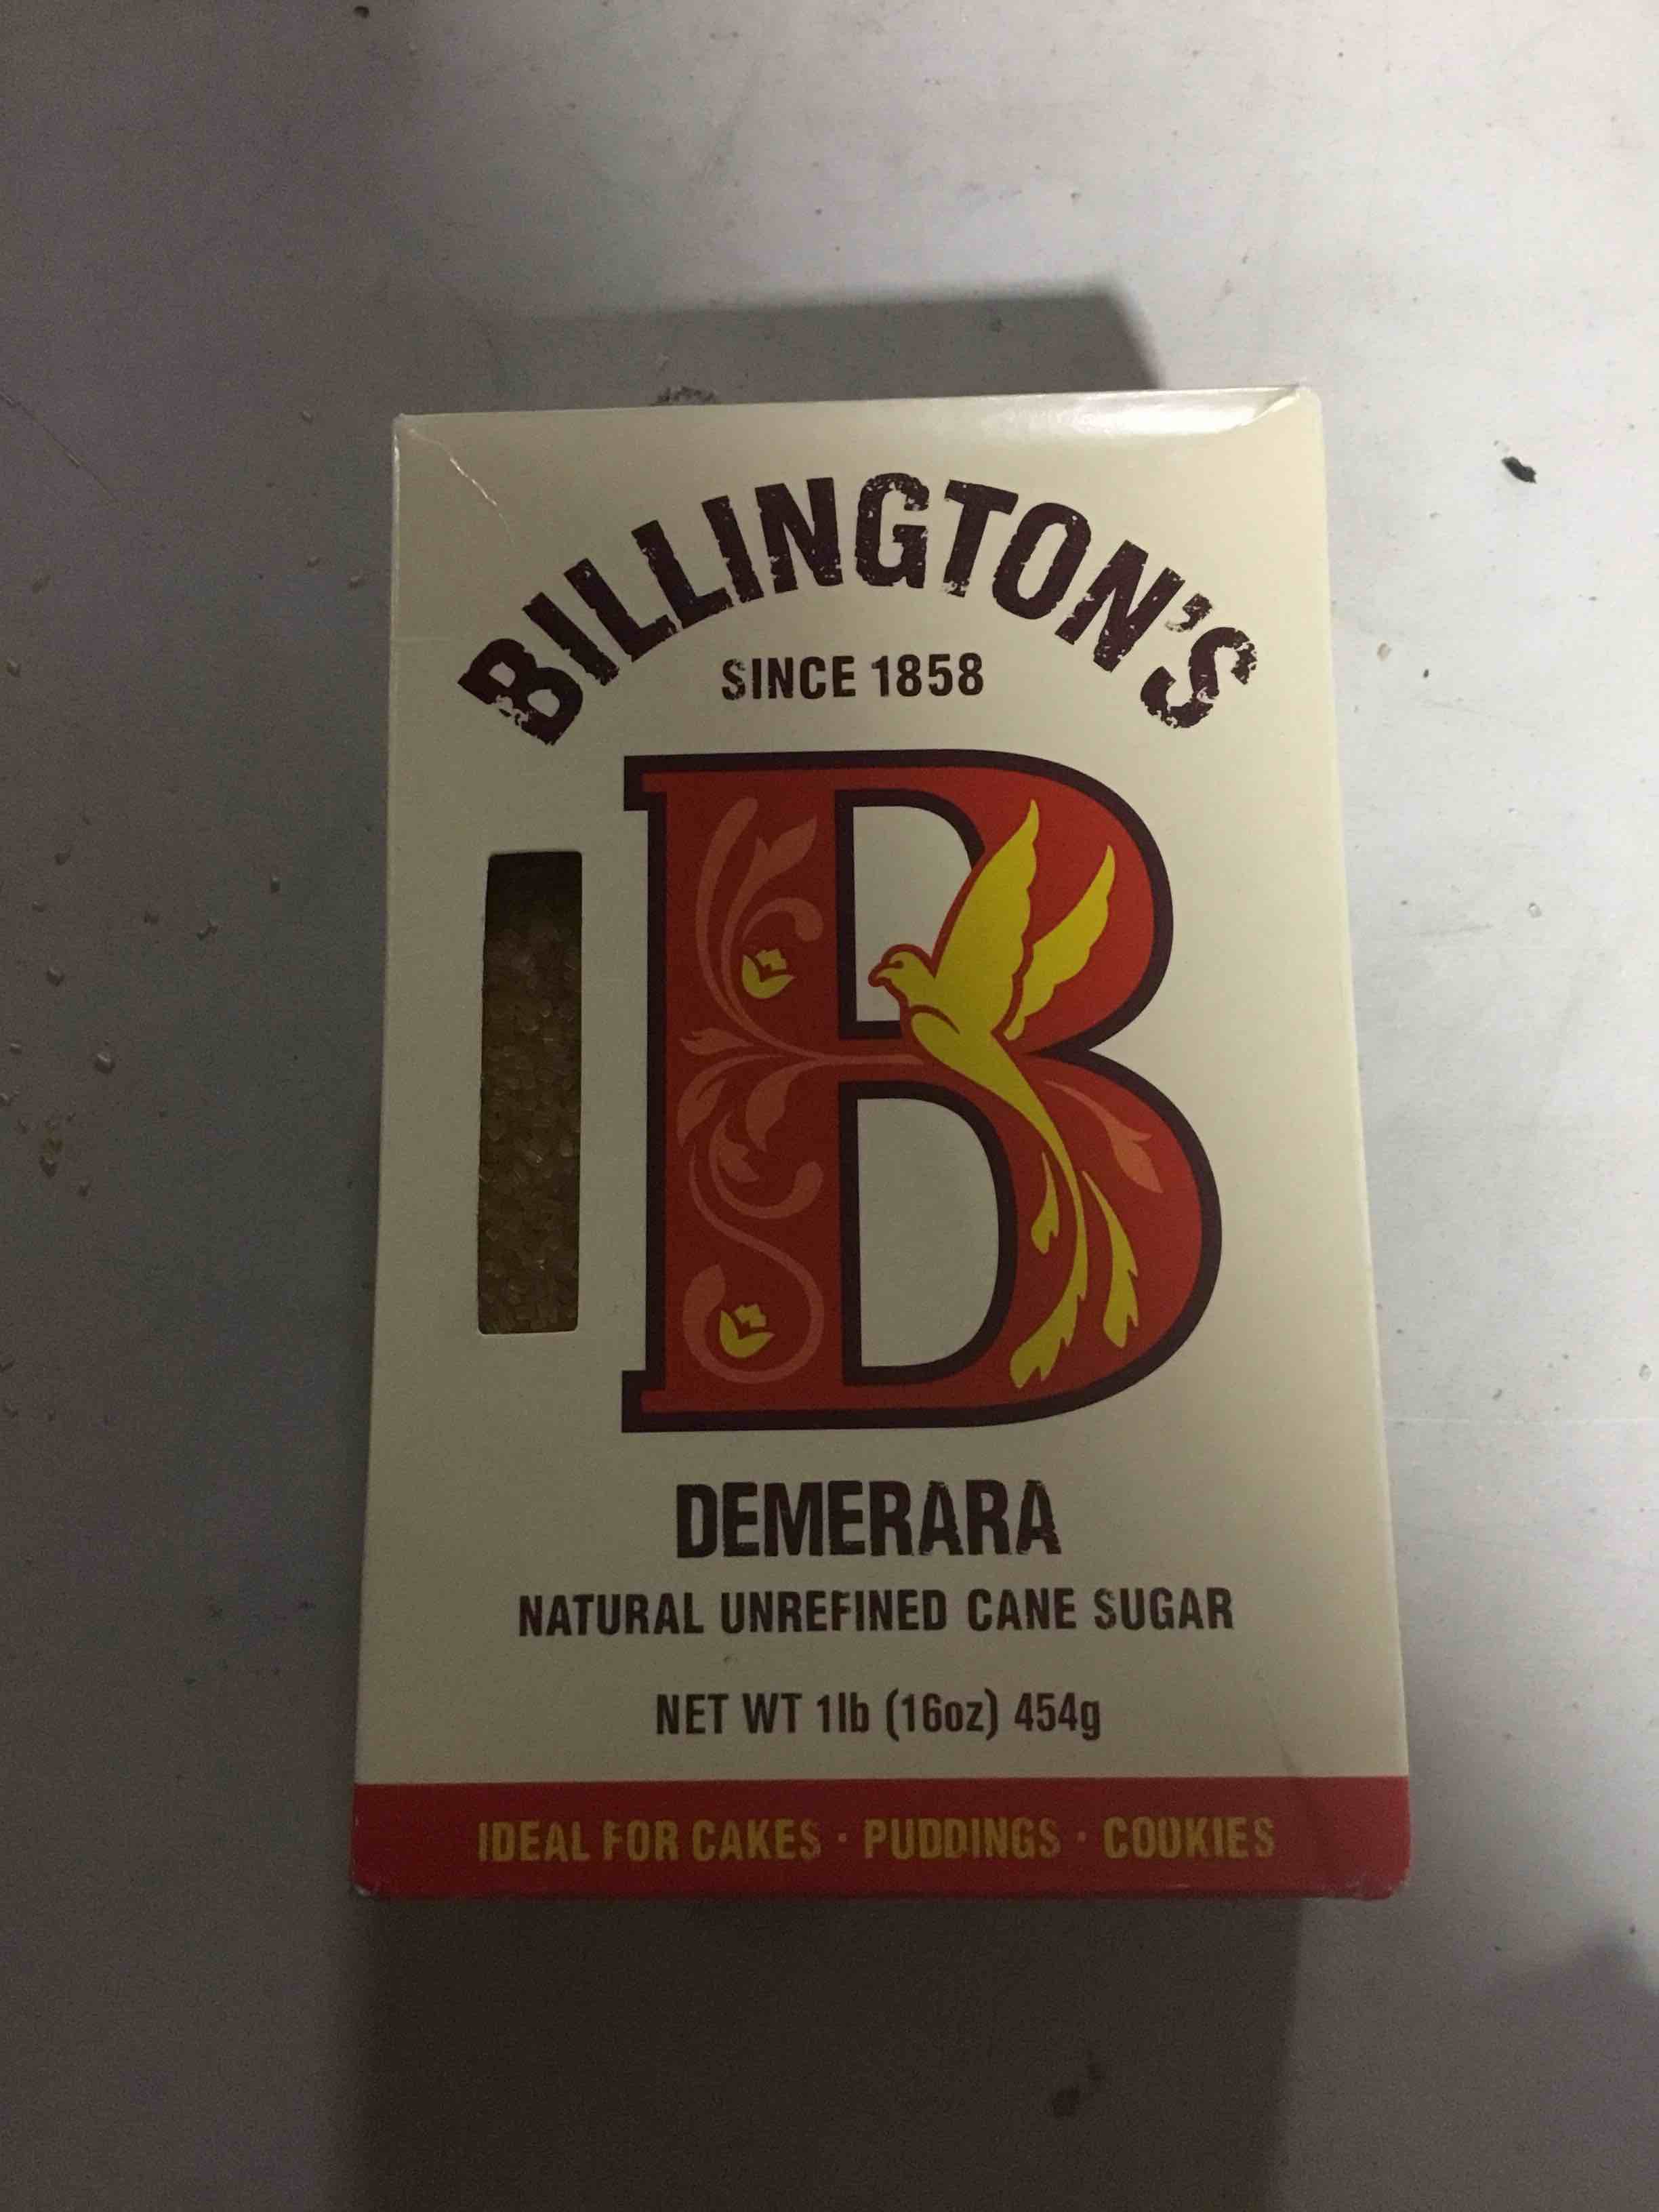 BILLINGTON'S
SINCE 1858
B
DEMERARA
NATURAL UNREFINED CANE SUGAR
NET WT 1lb (16oz) 454g
IDEAL FOR CAKES · PUDDINGS · COOKIES